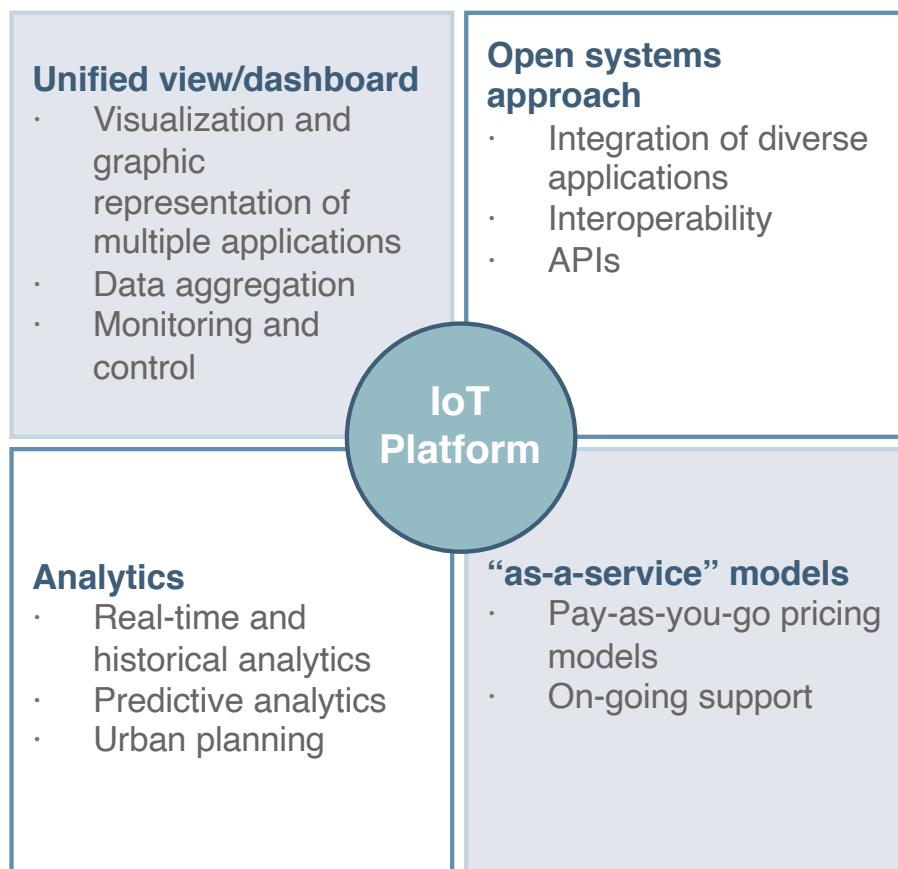 Unified view/dashboard
· Visualization and
graphic
representation of
multiple applications
· Data aggregation
· Monitoring and
control
Open systems
approach
· Integration of diverse
applications
· Interoperability
· APIs
IoT
Platform
Analytics
· Real-time and
historical analytics
· Predictive analytics
· Urban planning
“as-a-service” models
· Pay-as-you-go pricing
models
· On-going support